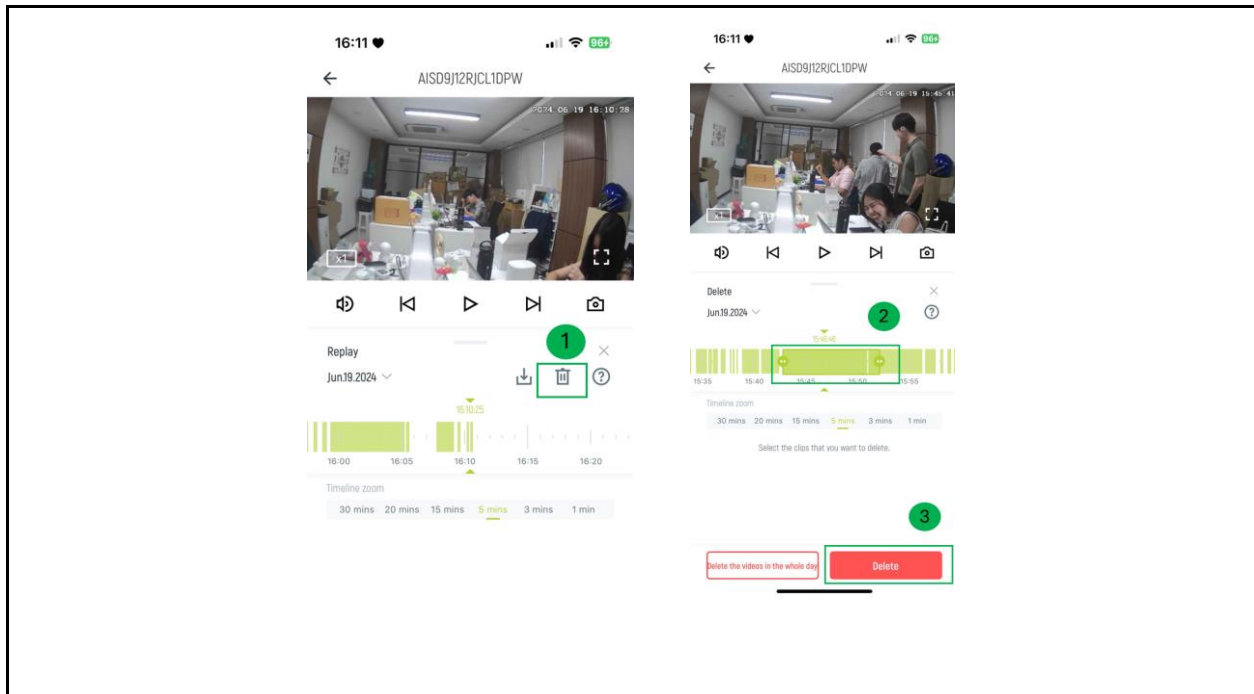 16:11
96
AISD9J12RJCL1DPW
16:10:28
x1
1
Replay
Jun.19.2024
16:10:25
16:00 16:05 16:10 16:15 16:20
Timeline zoom
30 mins 20 mins 15 mins 5 mins 3 mins 1 min
16:11
96
AISD9J12RJCL1DPW
06 19 15:45:41
x1
Delete
Jun.19.2024
2
15:35 15:40 15:45 15:50 15:55
Timeline zoom
30 mins 20 mins 15 mins 5 mins 3 mins 1 min
Select the clips that you want to delete.
3
Delete the videos in the whole day
Delete